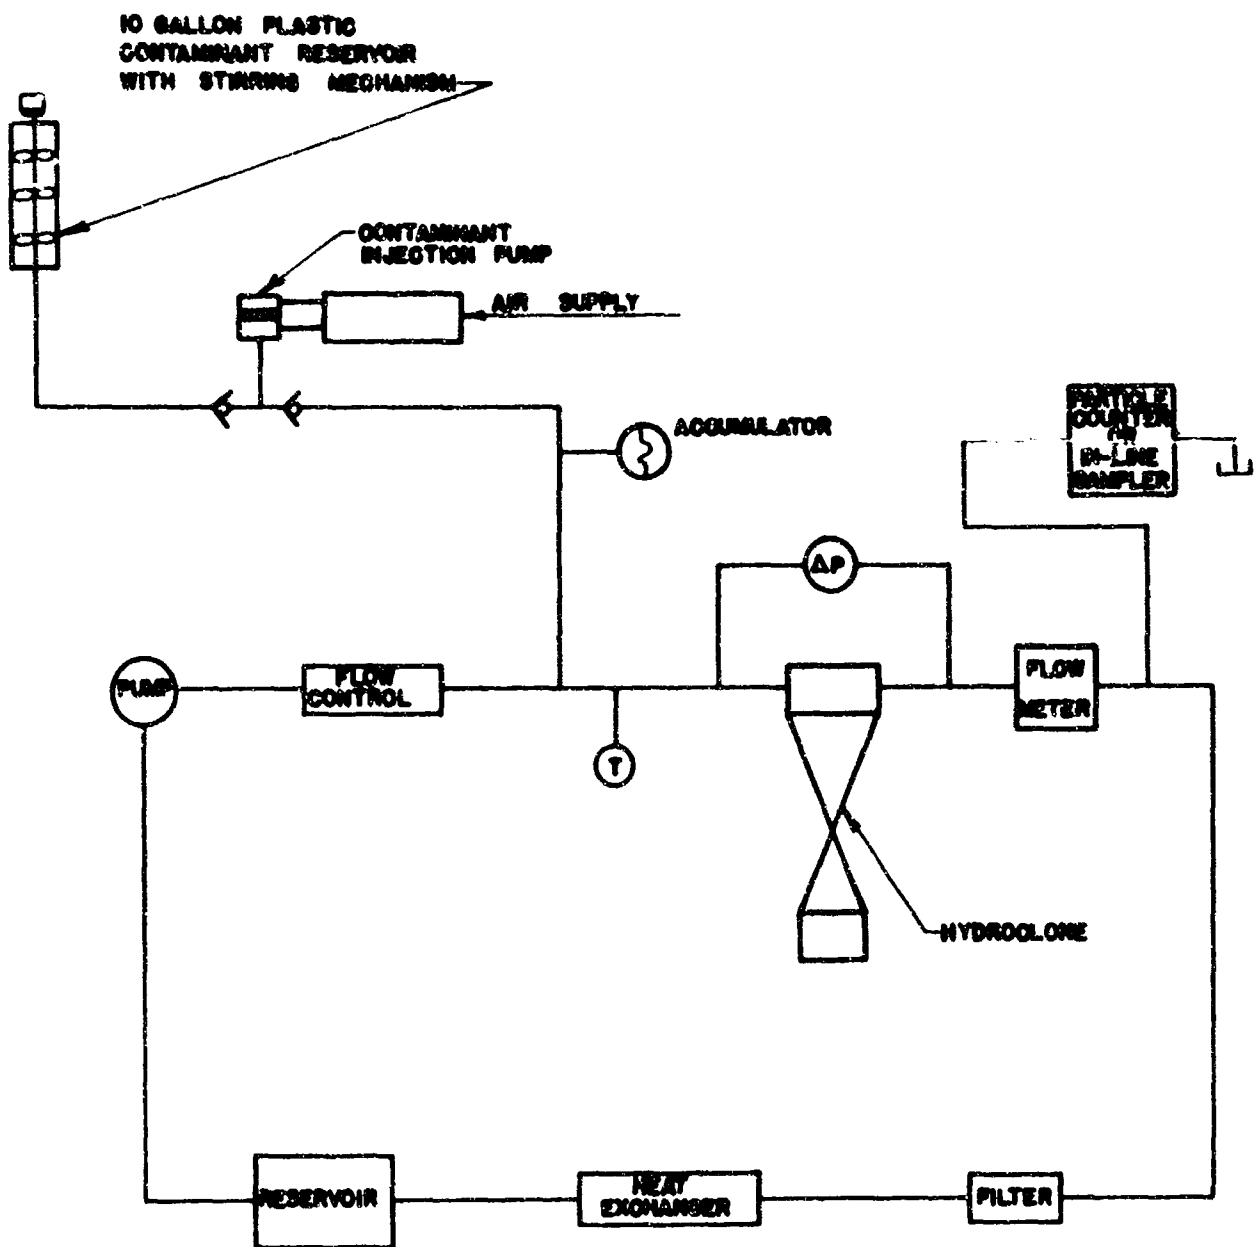 10 GALLON PLASTIC
CONTAMINANT RESERVOIR
WITH STIRRING MECHANISM
CONTAMINANT
INJECTION PUMP
AIR SUPPLY
ACCUMULATOR
PARTICLE
COUNTER
OR
IN-LINE
SAMPLER
ΔP
PUMP
FLOW
CONTROL
FLOW
METER
T
HYDROCLONE
RESERVOIR
HEAT
EXCHANGER
FILTER